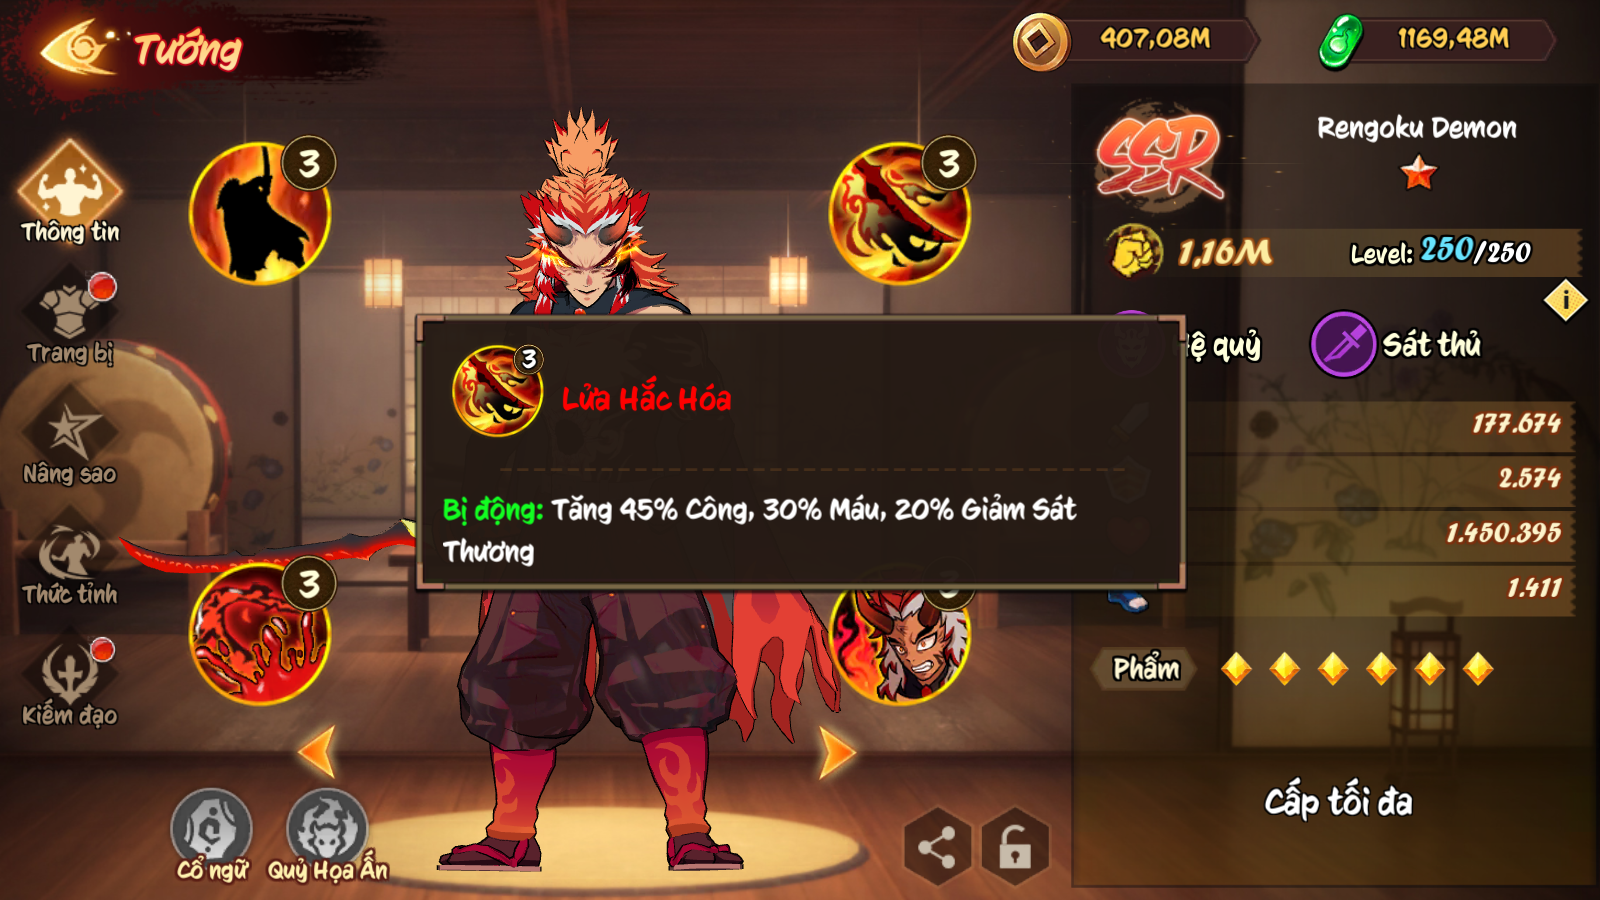 Tướng
407,08M
1169,48M
Thông tin
Trang bị
Nâng sao
Thức tỉnh
Kiếm đạo
3
3
3
SSR
Rengoku Demon
1,16M
Level: 250/250
i
ệ quỷ
Sát thủ
3
Lửa Hắc Hóa
Bị động: Tăng 45% Công, 30% Máu, 20% Giảm Sát
Thương
177.674
2.574
1.450.395
1.411
Phẩm
Cấp tối đa
Cổ ngữ
Quỷ Họa Ấn